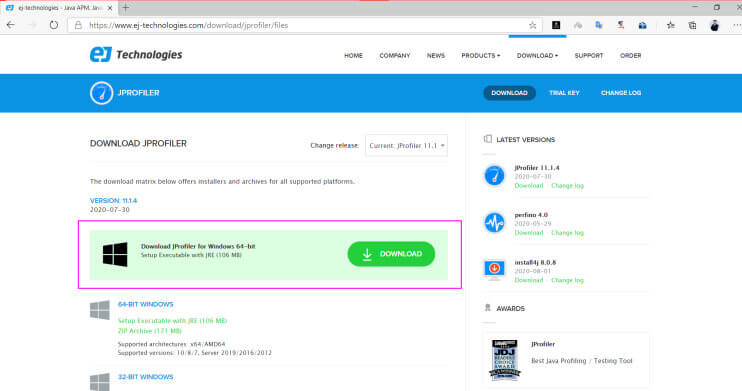 ej-technologies - Java APM, Java
https://www.ej-technologies.com/download/jprofiler/files
ej Technologies
HOME COMPANY NEWS PRODUCTS DOWNLOAD SUPPORT ORDER
JPROFILER
DOWNLOAD TRIAL KEY CHANGE LOG
DOWNLOAD JPROFILER
Change release: Current: JProfiler 11.1
The download matrix below offers installers and archives for all supported platforms.
VERSION: 11.1.4
2020-07-30
Download JProfiler for Windows 64-bit
Setup Executable with JRE (106 MB)
DOWNLOAD
64-BIT WINDOWS
Setup Executable with JRE (106 MB)
ZIP Archive (171 MB)
Supported architectures: x64/AMD64
Supported versions: 10/8/7, Server 2019/2016/2012
32-BIT WINDOWS
LATEST VERSIONS
JProfiler 11.1.4
2020-07-30
Download Change log
perfino 4.0
2020-05-29
Download Change log
install4j 8.0.8
2020-08-01
Download Change log
AWARDS
JDJ
READERS'
CHOICE
AWARD
JProfiler
Best Java Profiling / Testing Tool